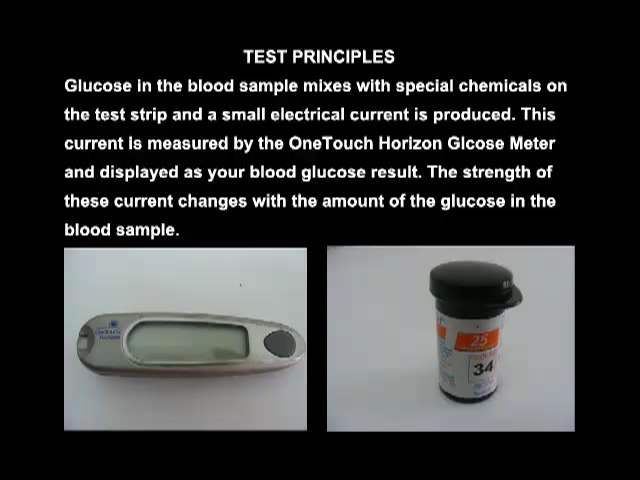 TEST PRINCIPLES
Glucose in the blood sample mixes with special chemicals on
the test strip and a small electrical current is produced. This
current is measured by the OneTouch Horizon Glcose Meter
and displayed as your blood glucose result. The strength of
these current changes with the amount of the glucose in the
blood sample.
25
34